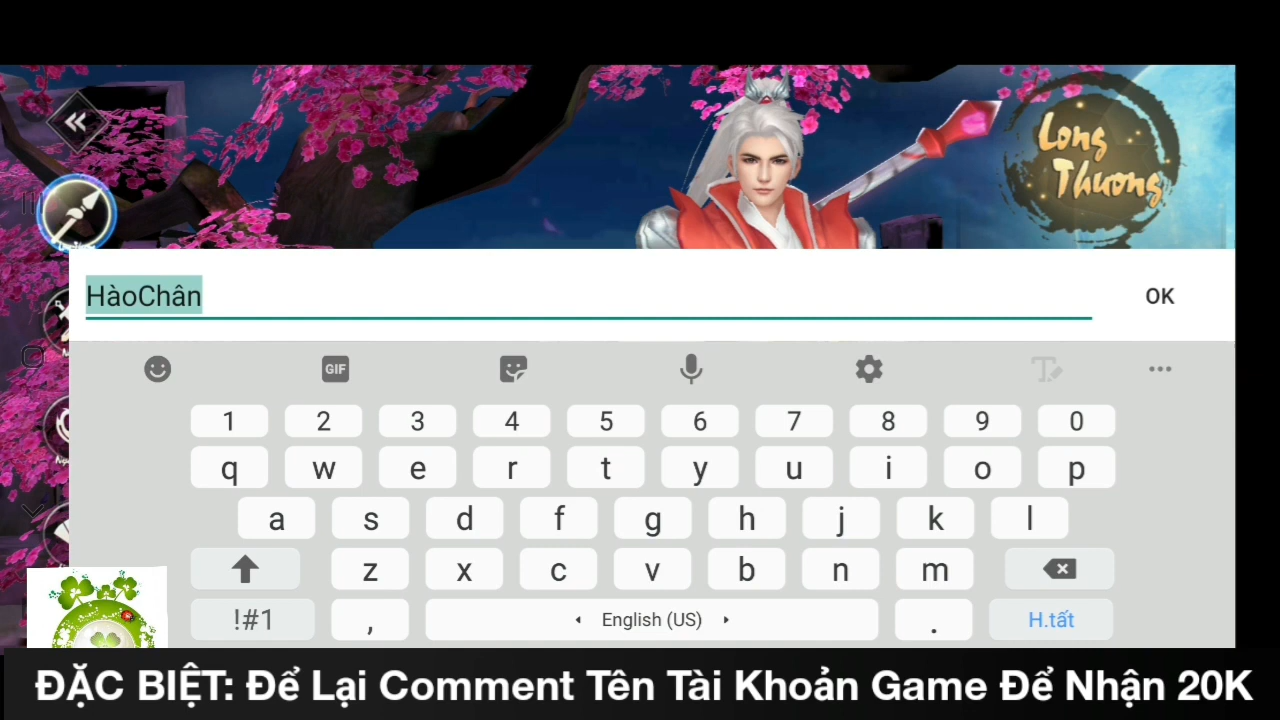 Long
Thương
HàoChân
OK
GIF
1 2 3 4 5 6 7 8 9 0
q w e r t y u i o p
a s d f g h j k l
z x c v b n m
!#1 , English (US) . H.tất
ĐẶC BIỆT: Để Lại Comment Tên Tài Khoản Game Để Nhận 20K